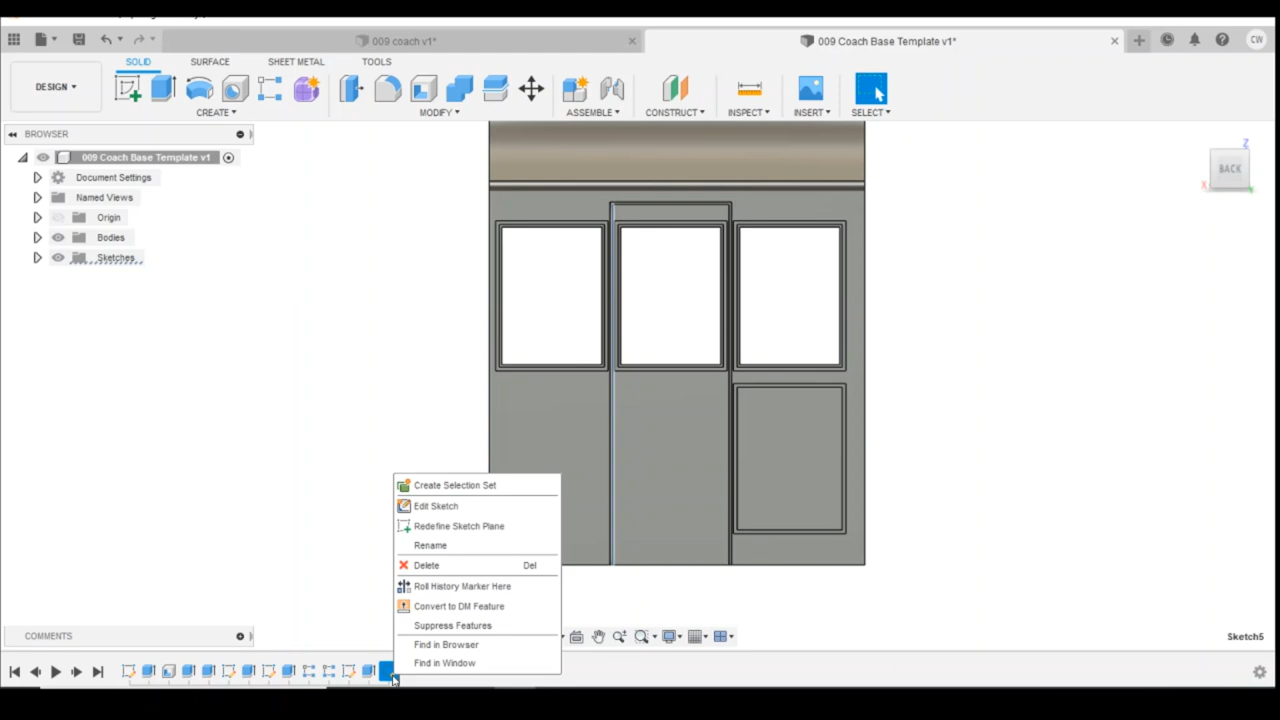 009 coach v1*
009 Coach Base Template v1*
CW
SOLID
SURFACE
SHEET METAL
TOOLS
DESIGN
CREATE
MODIFY
ASSEMBLE
CONSTRUCT
INSPECT
INSERT
SELECT
BROWSER
009 Coach Base Template v1
Document Settings
Named Views
Origin
Bodies
Sketches
BACK
Z
X
Create Selection Set
Edit Sketch
Redefine Sketch Plane
Rename
Delete Del
Roll History Marker Here
Convert to DM Feature
Suppress Features
Find in Browser
Find in Window
COMMENTS
Sketch5